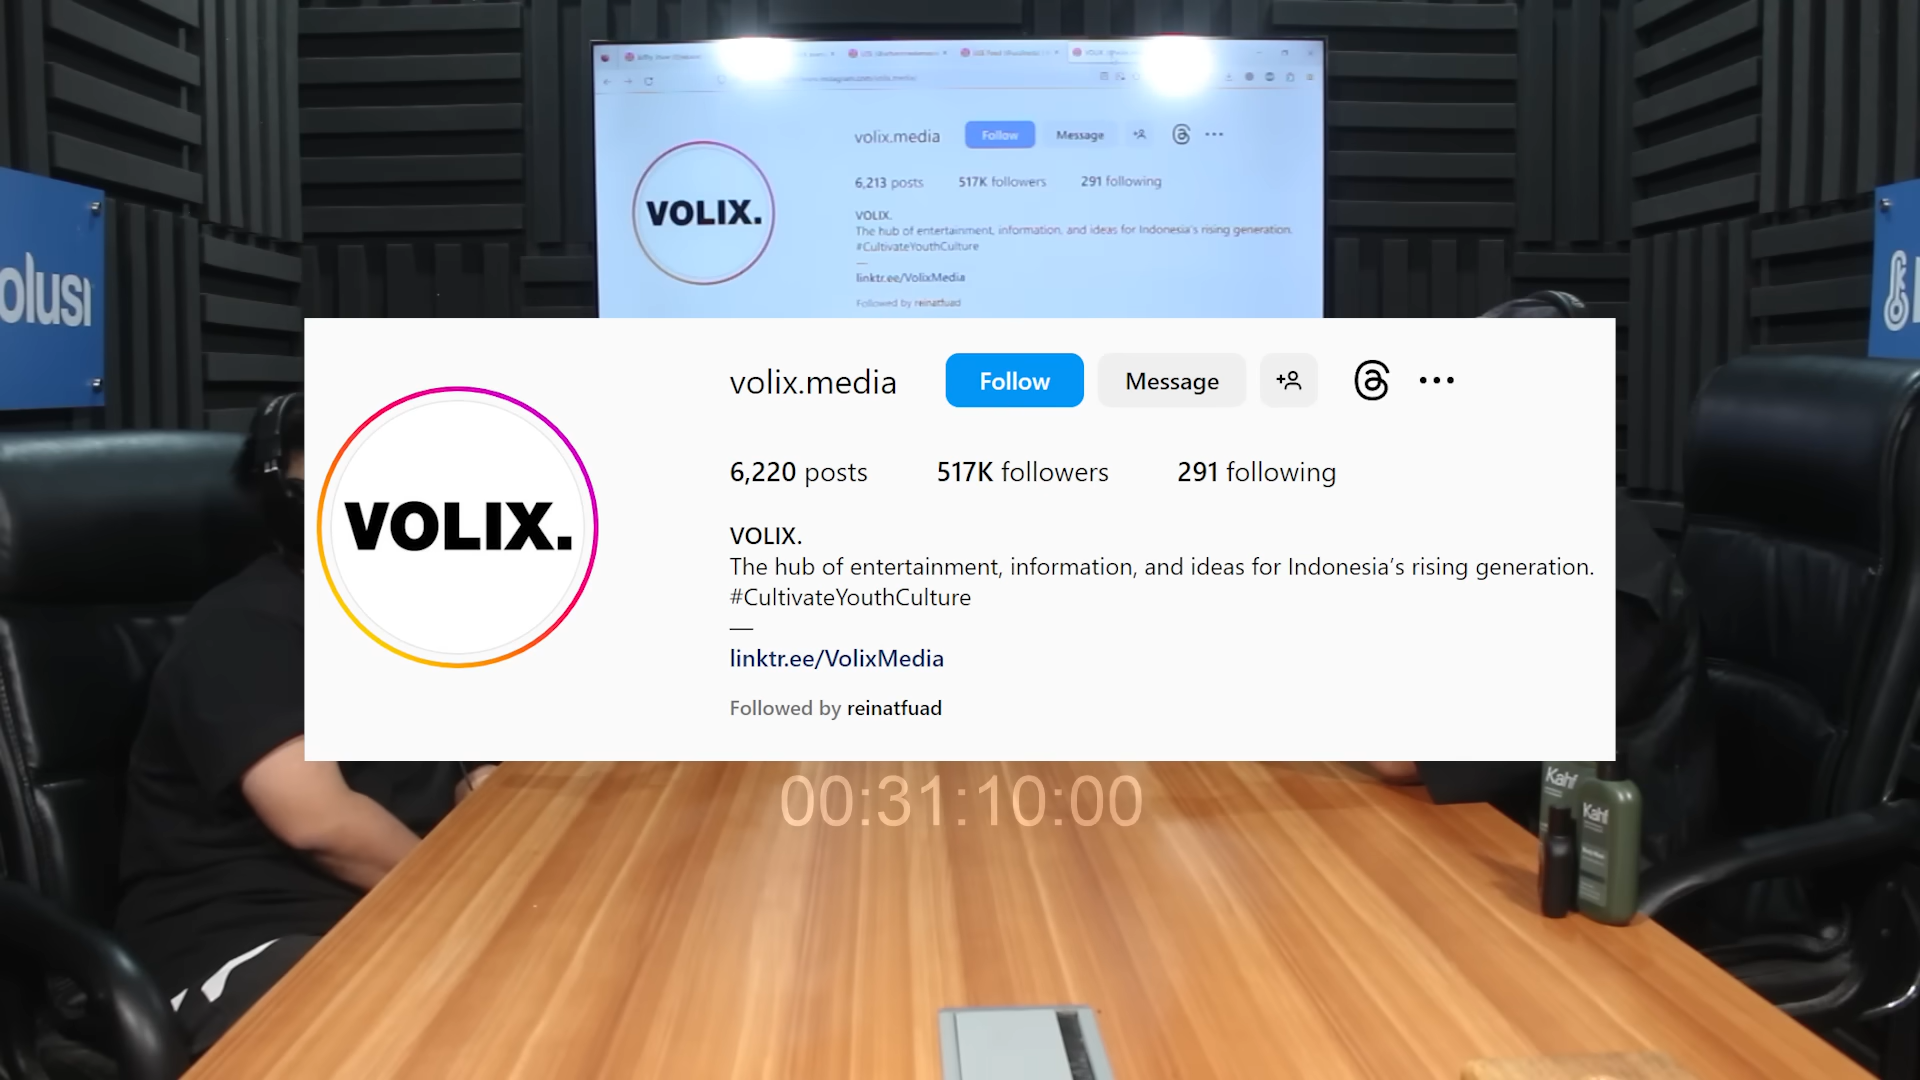 volix.media Follow Message
6,213 posts 517K followers 291 following
VOLIX.
VOLIX.
The hub of entertainment, information, and ideas for Indonesia's rising generation.
#CultivateYouthCulture
—
linktr.ee/VolixMedia
Followed by reinatfuad
olusi
volix.media Follow Message
6,220 posts 517K followers 291 following
VOLIX.
VOLIX.
The hub of entertainment, information, and ideas for Indonesia’s rising generation.
#CultivateYouthCulture
—
linktr.ee/VolixMedia
Followed by reinatfuad
00:31:10:00
Kahf
Kahf